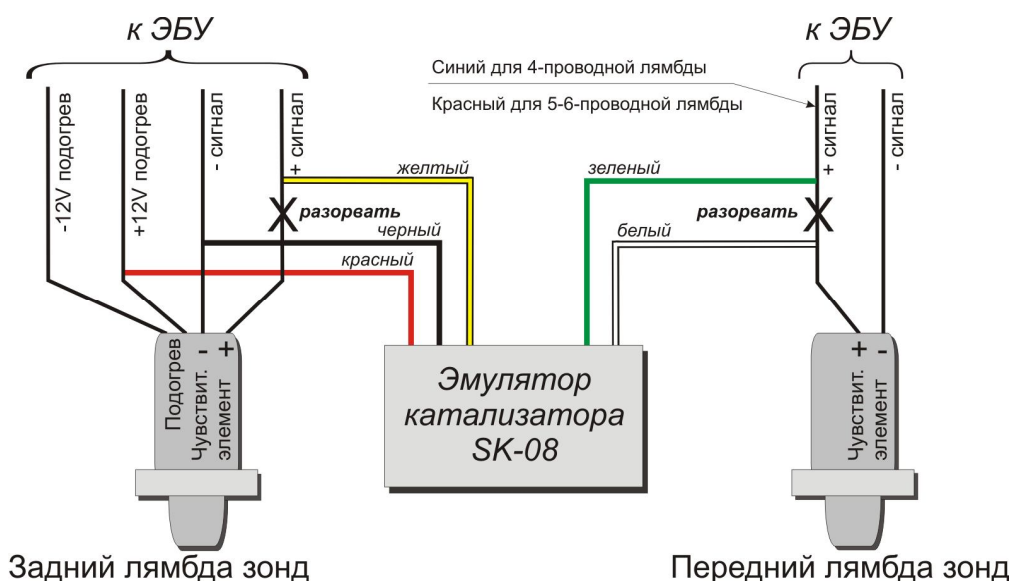 к ЭБУ
-12V подогрев
+12V подогрев
- сигнал
+ сигнал
желтый
разорвать
черный
красный
Подогрев
Чувствит.
элемент
-
+
Задний лямбда зонд
Эмулятор
катализатора
SK-08
к ЭБУ
Синий для 4-проводной лямбды
Красный для 5-6-проводной лямбды
+ сигнал
- сигнал
зеленый
разорвать
белый
+
-
Чувствит.
элемент
Передний лямбда зонд